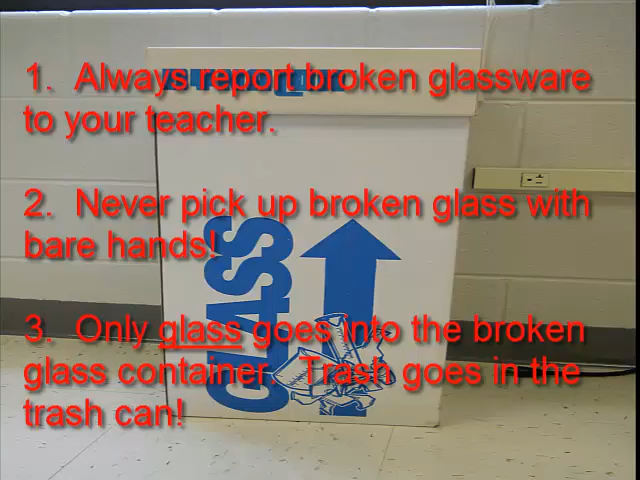 1. Always report broken glassware
to your teacher.
2. Never pick up broken glass with
bare hands!
3. Only glass goes into the broken
glass container. Trash goes in the
trash can!
GLASS